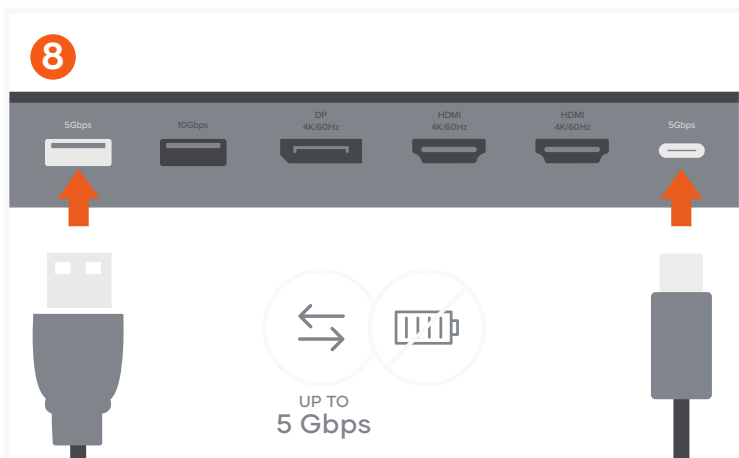 8
5Gbps
10Gbps
DP
4K/60Hz
HDMI
4K/60Hz
HDMI
4K/60Hz
5Gbps
UP TO
5 Gbps